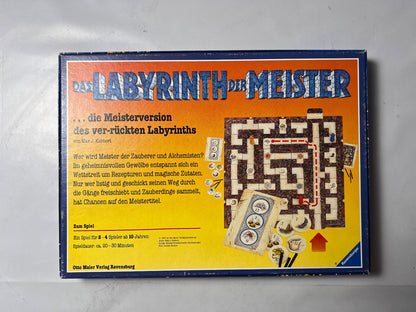 DAS LABYRINTH DER MEISTER
. . . die Meisterversion
des ver-rückten Labyrinths
von Max J. Kobbert
Wer wird Meister der Zauberer und Alchemisten?
Im geheimnisvollen Gewölbe entspannt sich ein
Wettstreit um Rezepturen und magische Zutaten.
Nur wer listig und geschickt seinen Weg durch
die Gänge freischiebt und Zauberdinge sammelt,
hat Chancen auf den Meistertitel.
Zum Spiel
Ein Spiel für 2 - 4 Spieler ab 10 Jahren
Spieldauer: ca. 20 - 30 Minuten
Otto Maier Verlag Ravensburg
Ravensburger